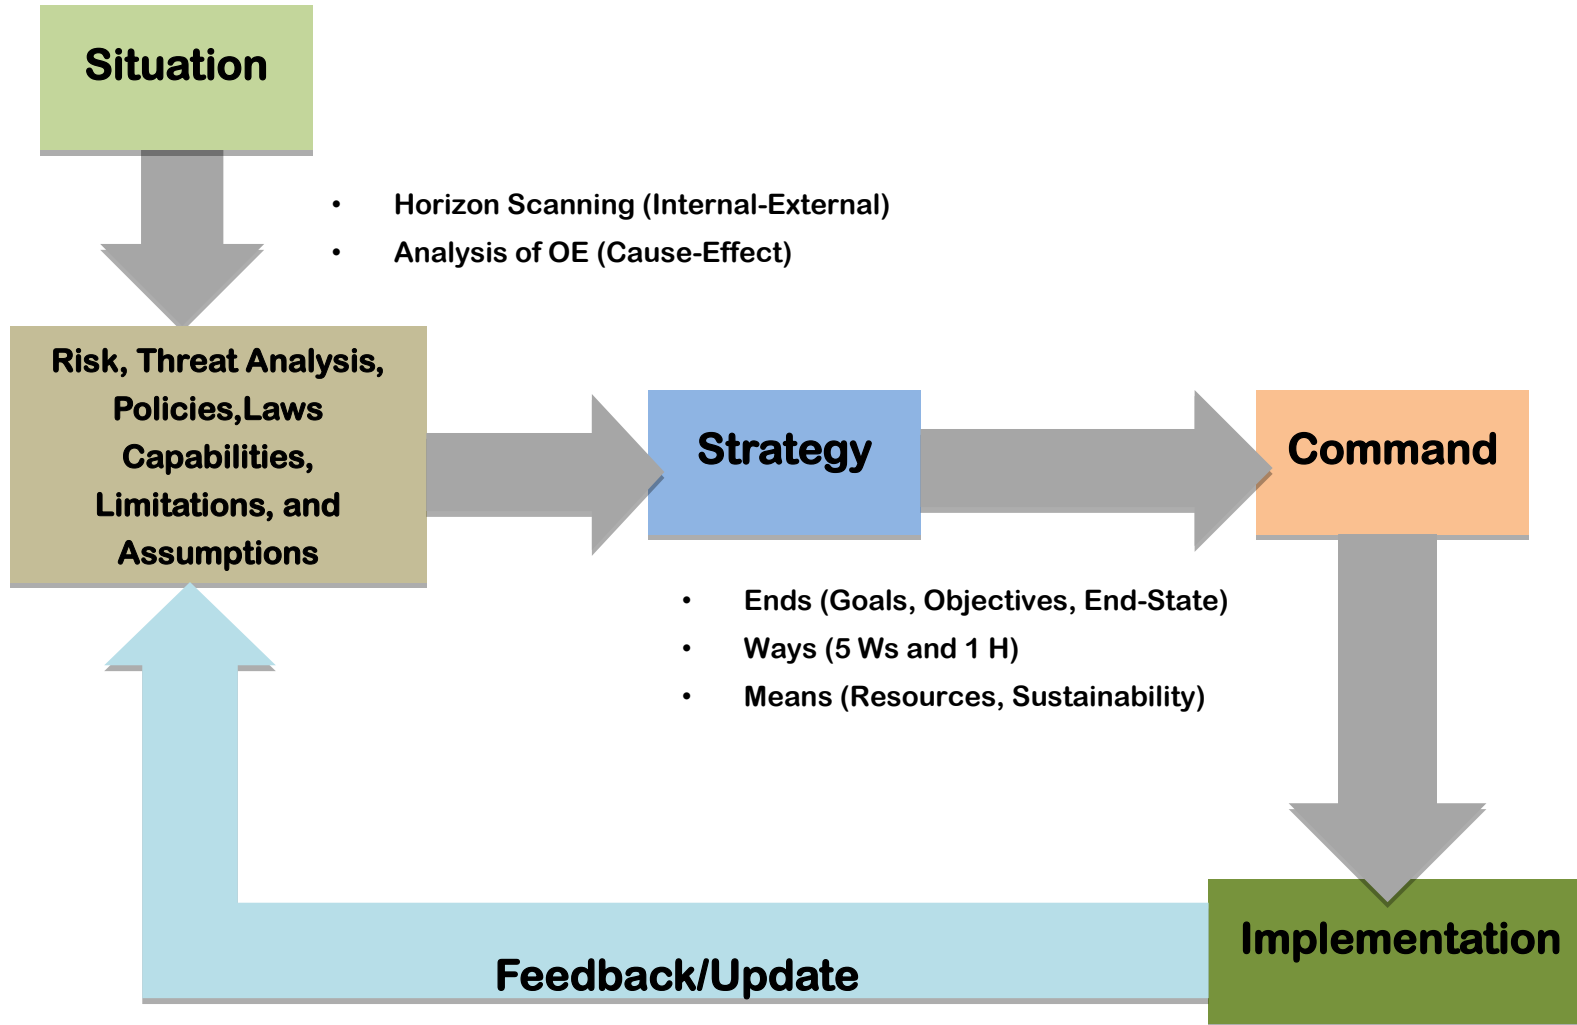 Situation
• Horizon Scanning (Internal-External)
• Analysis of OE (Cause-Effect)
Risk, Threat Analysis,
Policies,Laws
Capabilities,
Limitations, and
Assumptions
Strategy
Command
• Ends (Goals, Objectives, End-State)
• Ways (5 Ws and 1 H)
• Means (Resources, Sustainability)
Implementation
Feedback/Update